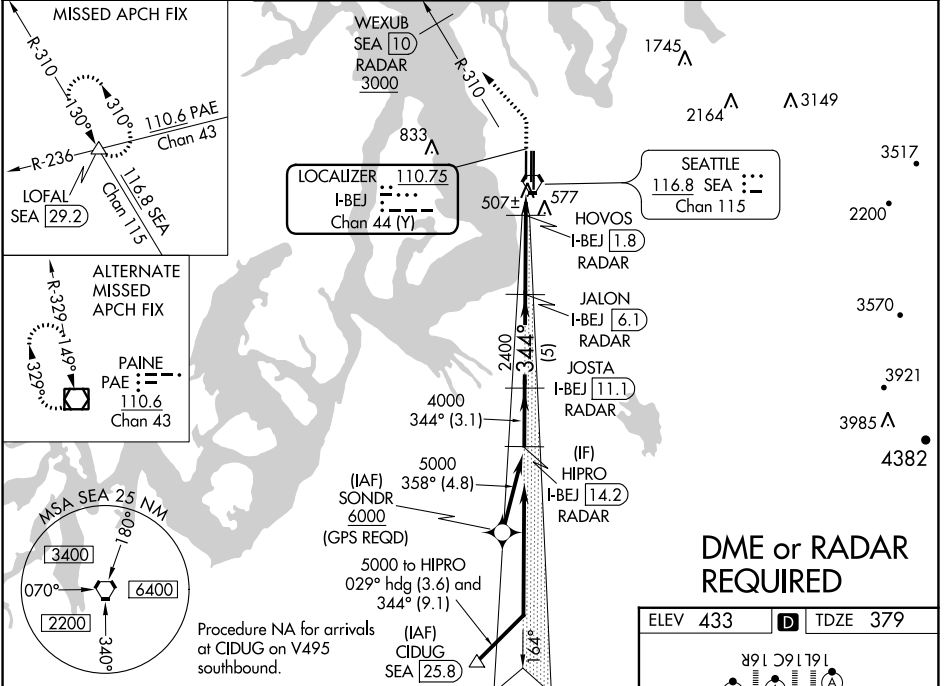 MISSED APCH FIX
R-310
130°
310°
110.6 PAE
Chan 43
R-236
LOFAL
SEA 29.2
116.8 SEA
Chan 115
ALTERNATE
MISSED
APCH FIX
R-329
149°
329°
PAINE
PAE
110.6
Chan 43
WEXUB
SEA 10
RADAR
3000
R-310
1745
2164
3149
833
3517
2200
LOCALIZER 110.75
I-BEJ
Chan 44 (Y)
SEATTLE
116.8 SEA
Chan 115
507±
577
HOVOS
I-BEJ 1.8
RADAR
JALON
I-BEJ 6.1
RADAR
2400
344°
(5)
3570
JOSTA
I-BEJ 11.1
RADAR
3921
3985
4382
4000
344° (3.1)
(IF)
HIPRO
I-BEJ 14.2
RADAR
5000
358° (4.8)
(IAF)
SONDR
6000
(GPS REQD)
5000 to HIPRO
029° hdg (3.6) and
344° (9.1)
(IAF)
CIDUG
SEA 25.8
164°
MSA SEA 25 NM
180°
3400
070°
6400
2200
340°
Procedure NA for arrivals
at CIDUG on V495
southbound.
DME or RADAR
REQUIRED
ELEV 433
D
TDZE 379
16R
16C
16L
A